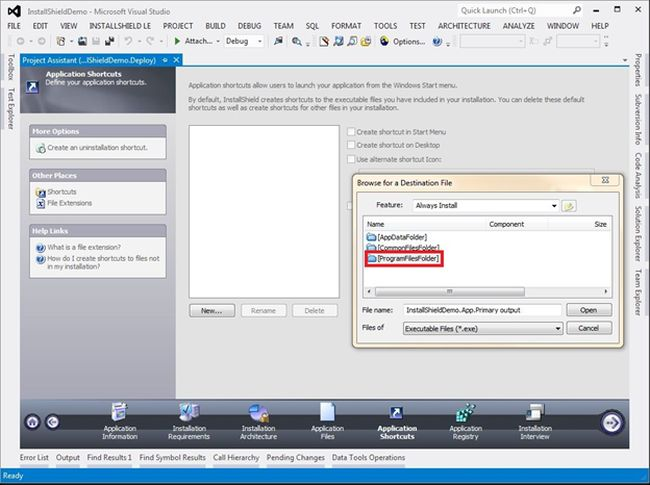 InstallShieldDemo - Microsoft Visual Studio
Quick Launch (Ctrl+Q)
FILE EDIT VIEW INSTALLSHIELD LE PROJECT BUILD DEBUG TEAM SQL FORMAT TOOLS TEST ARCHITECTURE ANALYZE WINDOW HELP
Attach... Debug Options...
Project Assistant (...lShieldDemo.Deploy)
Toolbox
Test Explorer
Application Shortcuts
Define your application shortcuts.
More Options
Create an uninstallation shortcut.
Other Places
Shortcuts
File Extensions
Help Links
What is a file extension?
How do I create shortcuts to files not in my installation?
Application shortcuts allow users to launch your application from the Windows Start menu.
By default, InstallShield creates shortcuts to the executable files you have included in your installation. You can delete these default
shortcuts as well as create shortcuts for other files in your installation.
Create shortcut in Start Menu
Create shortcut on Desktop
Use alternate shortcut Icon:
New... Rename Delete
Browse for a Destination File
Feature: Always Install
Name Component Size
[AppDataFolder]
[CommonFilesFolder]
[ProgramFilesFolder]
File name: InstallShieldDemo.App.Primary output Open
Files of Executable Files (*.exe) Cancel
Properties
Subversion Info
Code Analysis
Solution Explorer
Team Explorer
Application Information
Installation Requirements
Installation Architecture
Application Files
Application Shortcuts
Application Registry
Installation Interview
Error List Output Find Results 1 Find Symbol Results Call Hierarchy Pending Changes Data Tools Operations
Ready